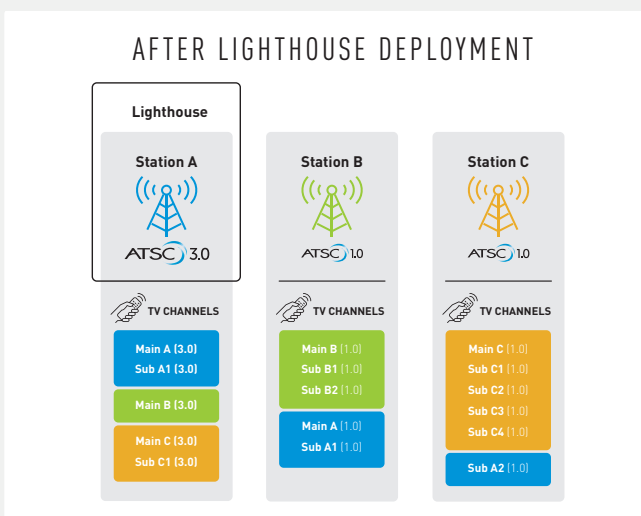 AFTER LIGHTHOUSE DEPLOYMENT
Lighthouse
Station A
ATSC 3.0
TV CHANNELS
Main A (3.0)
Sub A1 (3.0)
Main B (3.0)
Main C (3.0)
Sub C1 (3.0)
Station B
ATSC 1.0
TV CHANNELS
Main B (1.0)
Sub B1 (1.0)
Sub B2 (1.0)
Main A (1.0)
Sub A1 (1.0)
Station C
ATSC 1.0
TV CHANNELS
Main C (1.0)
Sub C1 (1.0)
Sub C2 (1.0)
Sub C3 (1.0)
Sub C4 (1.0)
Sub A2 (1.0)